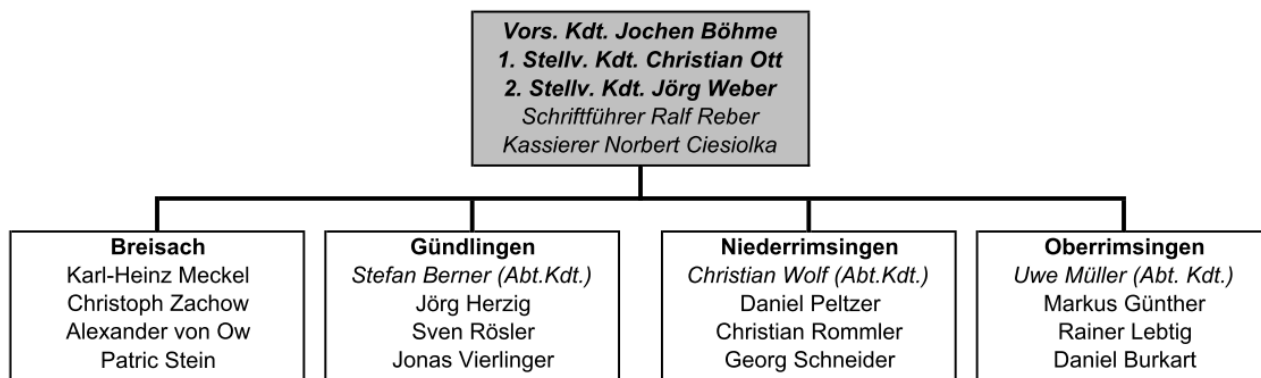 Vors. Kdt. Jochen Böhme
1. Stellv. Kdt. Christian Ott
2. Stellv. Kdt. Jörg Weber
Schriftführer Ralf Reber
Kassierer Norbert Ciesiolka
Breisach
Karl-Heinz Meckel
Christoph Zachow
Alexander von Ow
Patric Stein
Gündlingen
Stefan Berner (Abt.Kdt.)
Jörg Herzig
Sven Rösler
Jonas Vierlinger
Niederrimsingen
Christian Wolf (Abt.Kdt.)
Daniel Peltzer
Christian Rommler
Georg Schneider
Oberrimsingen
Uwe Müller (Abt. Kdt.)
Markus Günther
Rainer Lebtig
Daniel Burkart